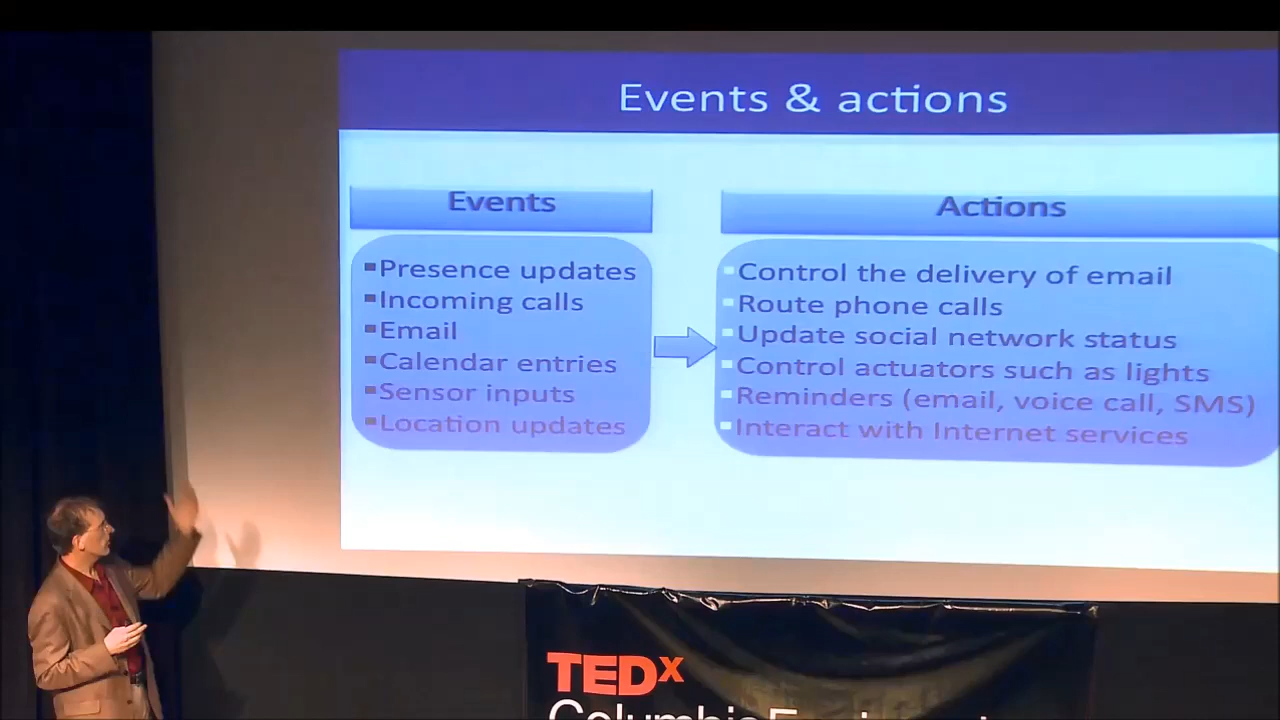 Events & actions
Events
▪Presence updates
▪Incoming calls
▪Email
▪Calendar entries
▪Sensor inputs
▪Location updates
Actions
▪Control the delivery of email
▪Route phone calls
▪Update social network status
▪Control actuators such as lights
▪Reminders (email, voice call, SMS)
▪Interact with Internet services
TEDx